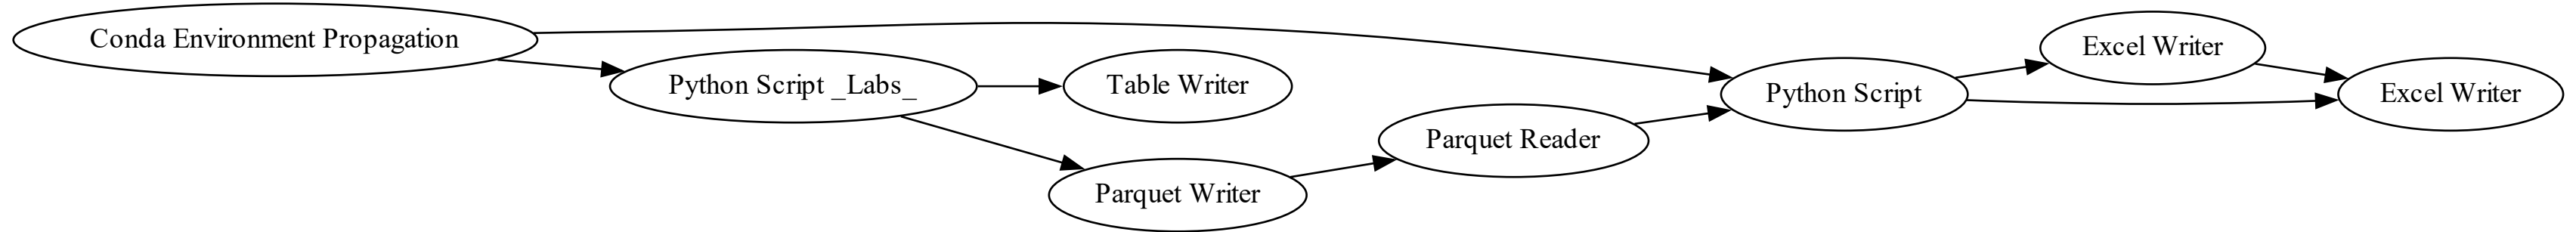 Conda Environment Propagation
Python Script _Labs_
Table Writer
Parquet Writer
Parquet Reader
Python Script
Excel Writer
Excel Writer